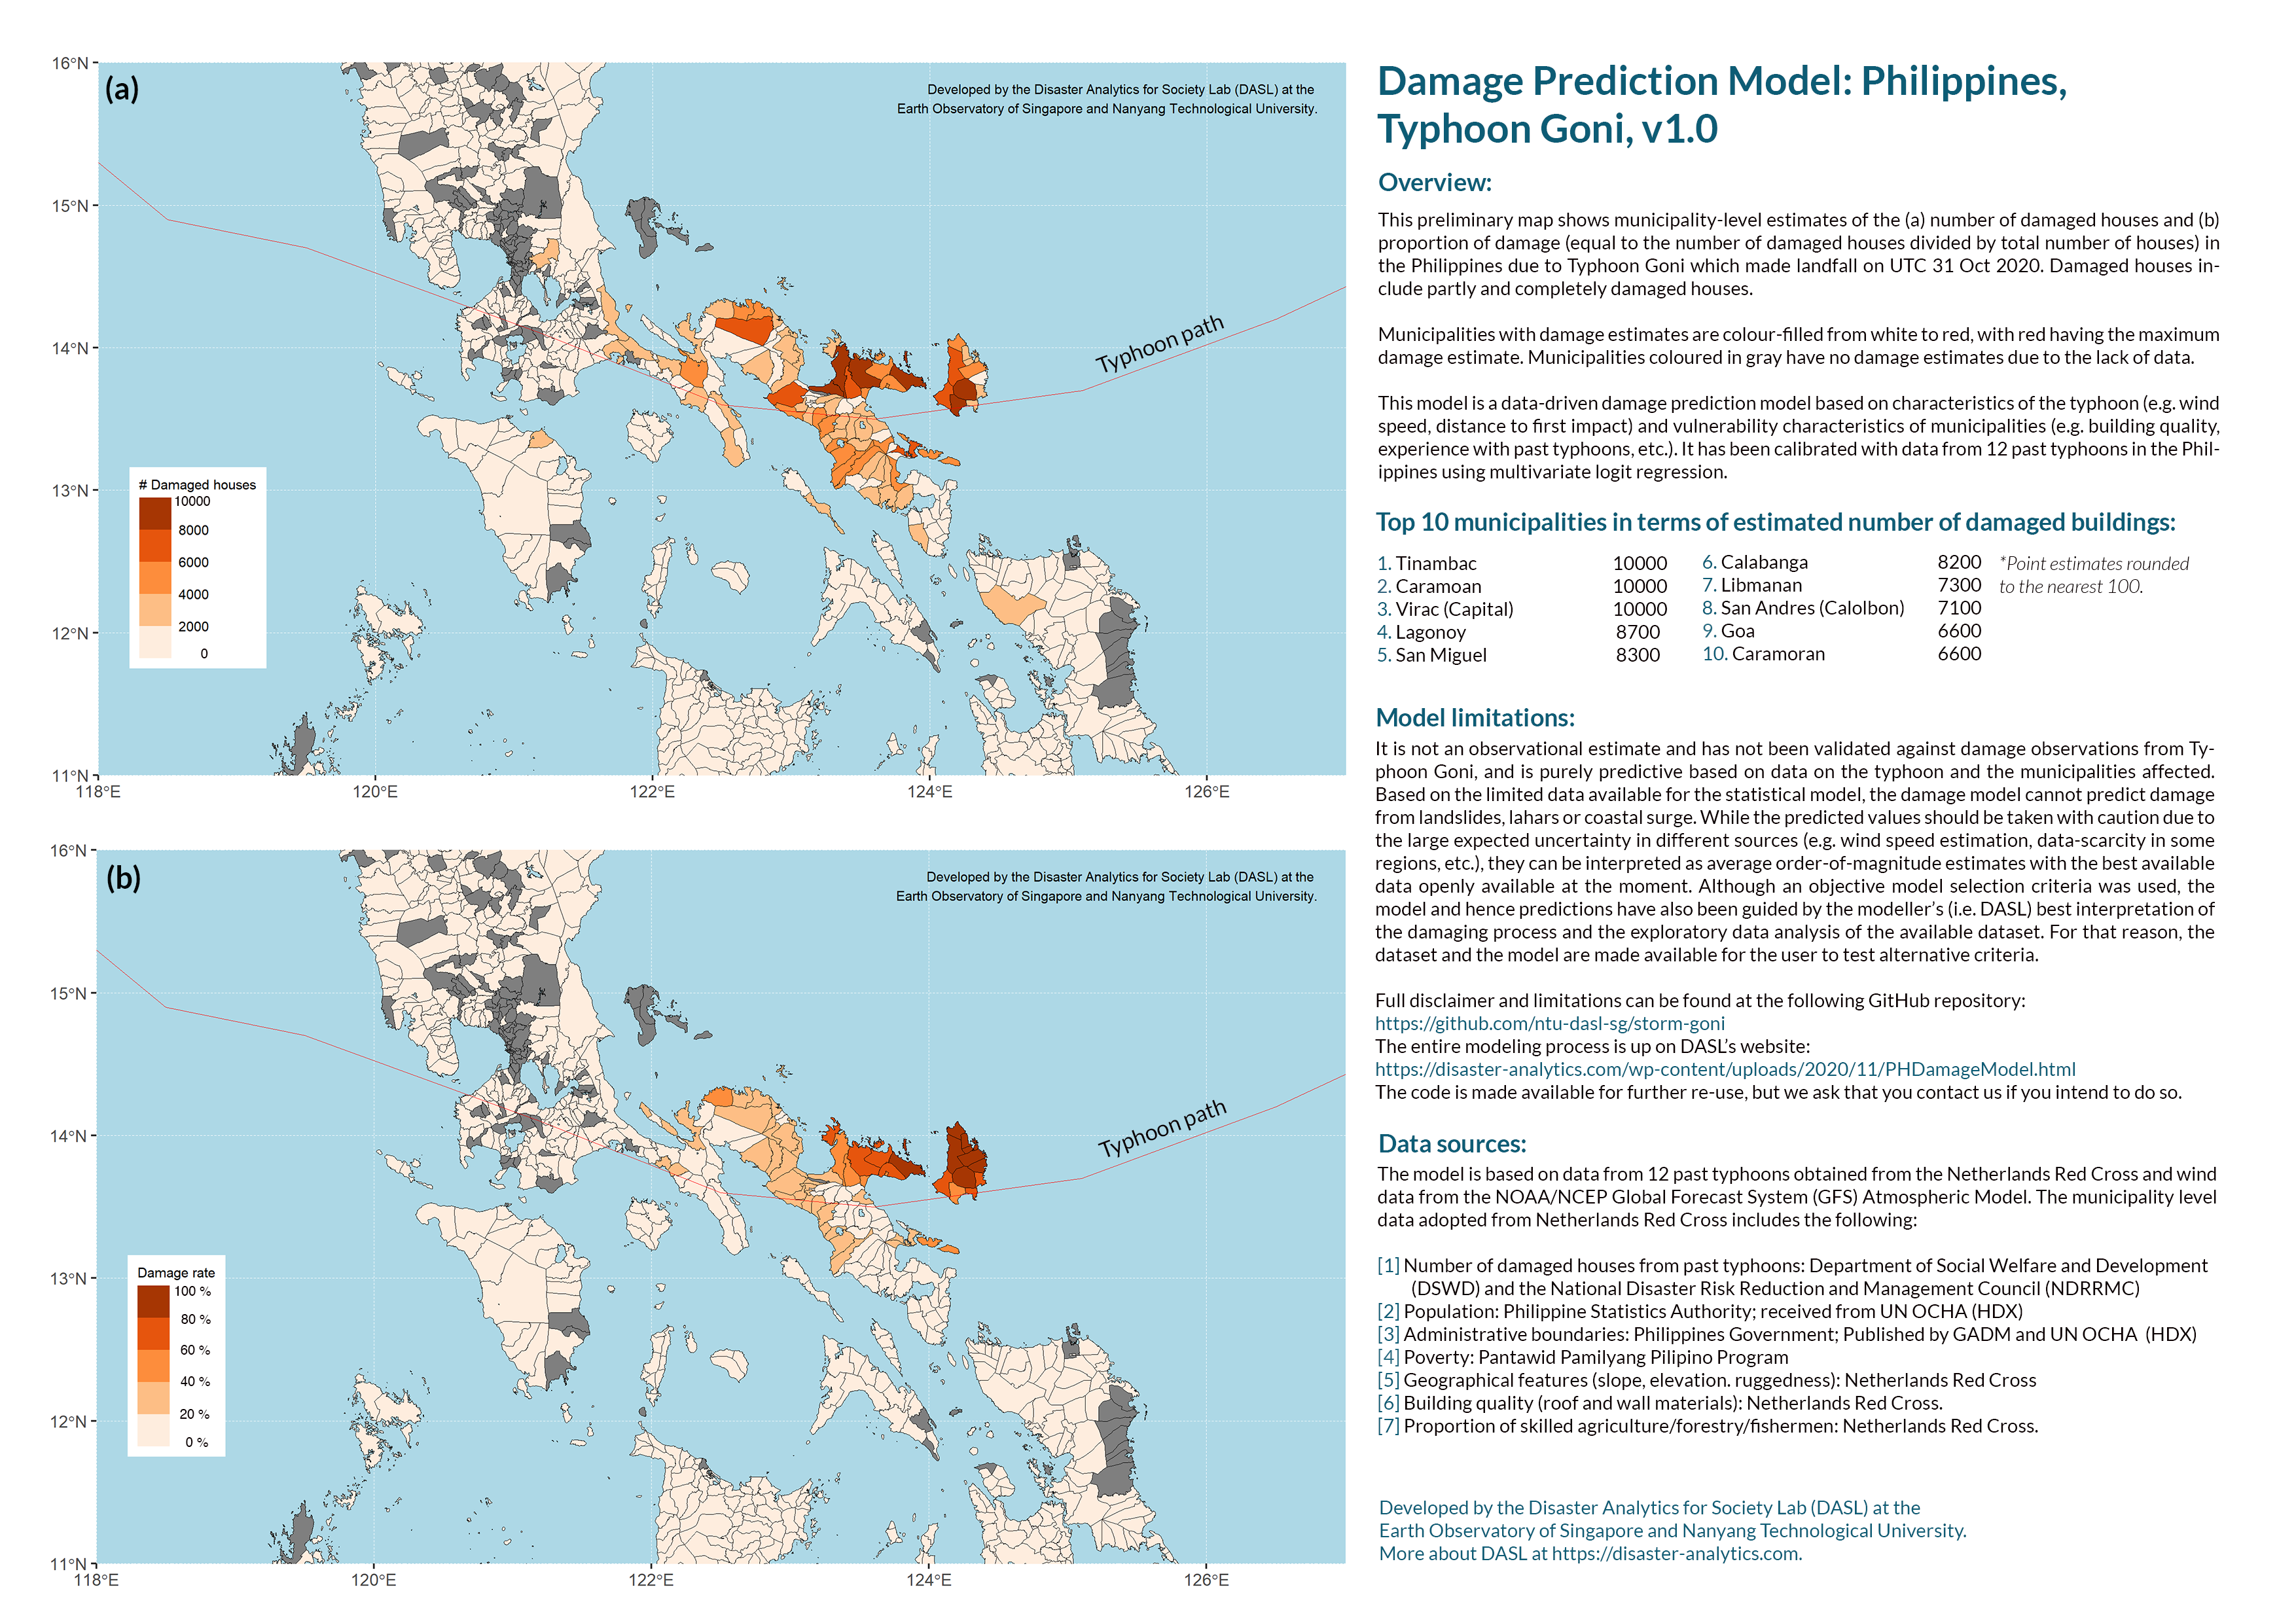 16°N
15°N
14°N
13°N
12°N
11°N
118°E
120°E
122°E
124°E
126°E
(a)
Developed by the Disaster Analytics for Society Lab (DASL) at the
Earth Observatory of Singapore and Nanyang Technological University.
Typhoon path
# Damaged houses
10000
8000
6000
4000
2000
0
16°N
15°N
14°N
13°N
12°N
11°N
118°E
120°E
122°E
124°E
126°E
(b)
Developed by the Disaster Analytics for Society Lab (DASL) at the
Earth Observatory of Singapore and Nanyang Technological University.
Typhoon path
Damage rate
100 %
80 %
60 %
40 %
20 %
0 %
Damage Prediction Model: Philippines,
Typhoon Goni, v1.0
Overview:
This preliminary map shows municipality-level estimates of the (a) number of damaged houses and (b)
proportion of damage (equal to the number of damaged houses divided by total number of houses) in
the Philippines due to Typhoon Goni which made landfall on UTC 31 Oct 2020. Damaged houses in-
clude partly and completely damaged houses.
Municipalities with damage estimates are colour-filled from white to red, with red having the maximum
damage estimate. Municipalities coloured in gray have no damage estimates due to the lack of data.
This model is a data-driven damage prediction model based on characteristics of the typhoon (e.g. wind
speed, distance to first impact) and vulnerability characteristics of municipalities (e.g. building quality,
experience with past typhoons, etc.). It has been calibrated with data from 12 past typhoons in the Phil-
ippines using multivariate logit regression.
Top 10 municipalities in terms of estimated number of damaged buildings:
1. Tinambac 10000
2. Caramoan 10000
3. Virac (Capital) 10000
4. Lagonoy 8700
5. San Miguel 8300
6. Calabanga 8200
7. Libmanan 7300
8. San Andres (Calolbon) 7100
9. Goa 6600
10. Caramoran 6600
*Point estimates rounded
to the nearest 100.
Model limitations:
It is not an observational estimate and has not been validated against damage observations from Ty-
phoon Goni, and is purely predictive based on data on the typhoon and the municipalities affected.
Based on the limited data available for the statistical model, the damage model cannot predict damage
from landslides, lahars or coastal surge. While the predicted values should be taken with caution due to
the large expected uncertainty in different sources (e.g. wind speed estimation, data-scarcity in some
regions, etc.), they can be interpreted as average order-of-magnitude estimates with the best available
data openly available at the moment. Although an objective model selection criteria was used, the
model and hence predictions have also been guided by the modeller's (i.e. DASL) best interpretation of
the damaging process and the exploratory data analysis of the available dataset. For that reason, the
dataset and the model are made available for the user to test alternative criteria.
Full disclaimer and limitations can be found at the following GitHub repository:
https://github.com/ntu-dasl-sg/storm-goni
The entire modeling process is up on DASL's website:
https://disaster-analytics.com/wp-content/uploads/2020/11/PHDamageModel.html
The code is made available for further re-use, but we ask that you contact us if you intend to do so.
Data sources:
The model is based on data from 12 past typhoons obtained from the Netherlands Red Cross and wind
data from the NOAA/NCEP Global Forecast System (GFS) Atmospheric Model. The municipality level
data adopted from Netherlands Red Cross includes the following:
[1] Number of damaged houses from past typhoons: Department of Social Welfare and Development
(DSWD) and the National Disaster Risk Reduction and Management Council (NDRRMC)
[2] Population: Philippine Statistics Authority; received from UN OCHA (HDX)
[3] Administrative boundaries: Philippines Government; Published by GADM and UN OCHA (HDX)
[4] Poverty: Pantawid Pamilyang Pilipino Program
[5] Geographical features (slope, elevation. ruggedness): Netherlands Red Cross
[6] Building quality (roof and wall materials): Netherlands Red Cross.
[7] Proportion of skilled agriculture/forestry/fishermen: Netherlands Red Cross.
Developed by the Disaster Analytics for Society Lab (DASL) at the
Earth Observatory of Singapore and Nanyang Technological University.
More about DASL at https://disaster-analytics.com.